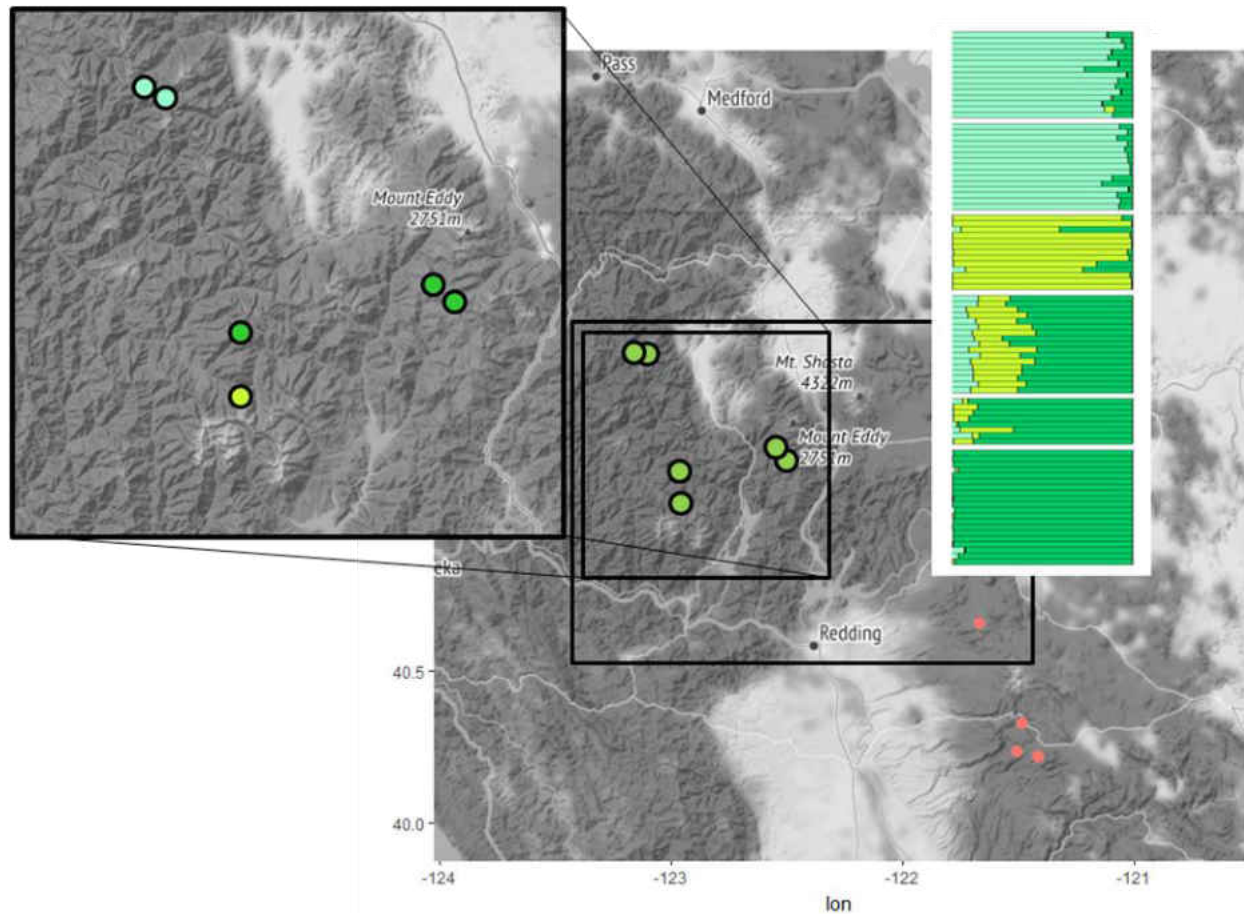 Pass
Medford
Mount Eddy
2751m
Mt. Shasta
4322m
Mount Eddy
2751m
eka
Redding
40.5
40.0
-124
-123
-122
-121
lon